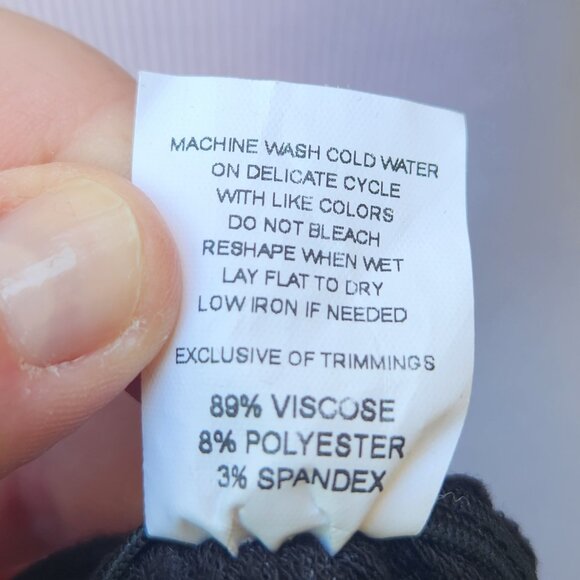 MACHINE WASH COLD WATER
ON DELICATE CYCLE
WITH LIKE COLORS
DO NOT BLEACH
RESHAPE WHEN WET
LAY FLAT TO DRY
LOW IRON IF NEEDED
EXCLUSIVE OF TRIMMINGS
89% VISCOSE
8% POLYESTER
3% SPANDEX